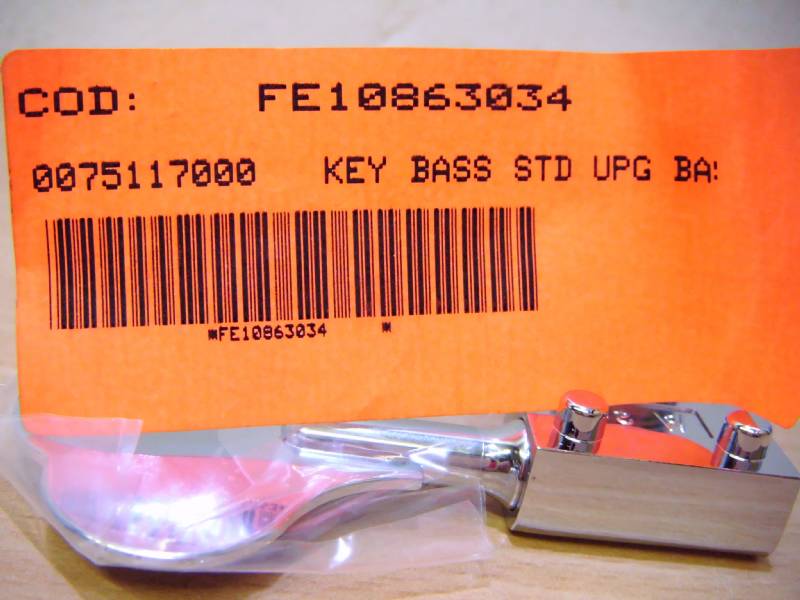 COD: FE10863034
0075117000 KEY BASS STD UPG BA
*FE10863034 *